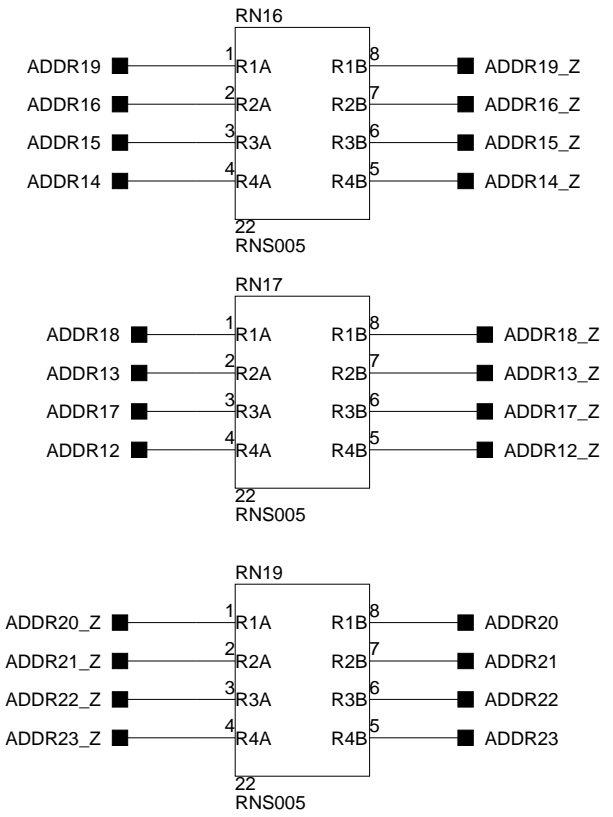 RN16
1 8
ADDR19 R1A R1B ADDR19_Z
2 7
ADDR16 R2A R2B ADDR16_Z
3 6
ADDR15 R3A R3B ADDR15_Z
4 5
ADDR14 R4A R4B ADDR14_Z
22
RNS005
RN17
1 8
ADDR18 R1A R1B ADDR18_Z
2 7
ADDR13 R2A R2B ADDR13_Z
3 6
ADDR17 R3A R3B ADDR17_Z
4 5
ADDR12 R4A R4B ADDR12_Z
22
RNS005
RN19
1 8
ADDR20_Z R1A R1B ADDR20
2 7
ADDR21_Z R2A R2B ADDR21
3 6
ADDR22_Z R3A R3B ADDR22
4 5
ADDR23_Z R4A R4B ADDR23
22
RNS005